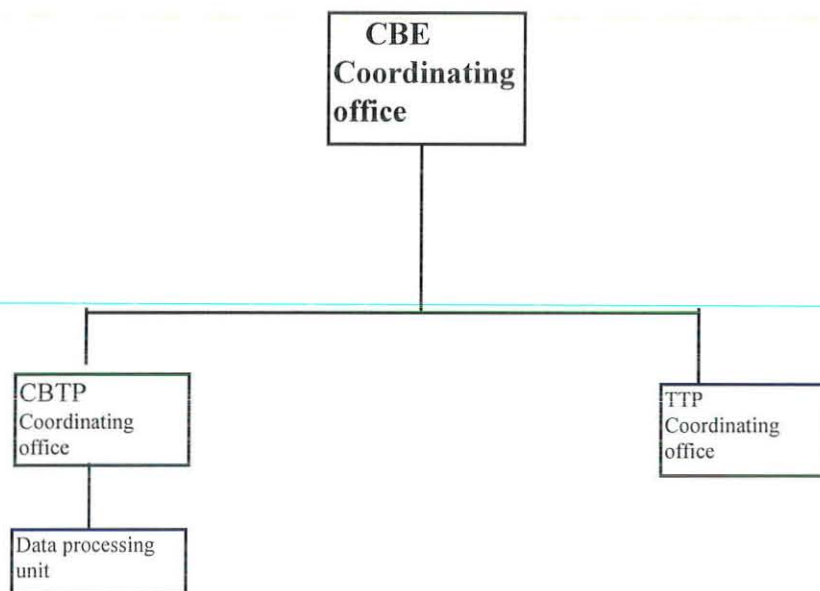 CBE
Coordinating
office
CBTP
Coordinating
office
TTP
Coordinating
office
Data processing
unit